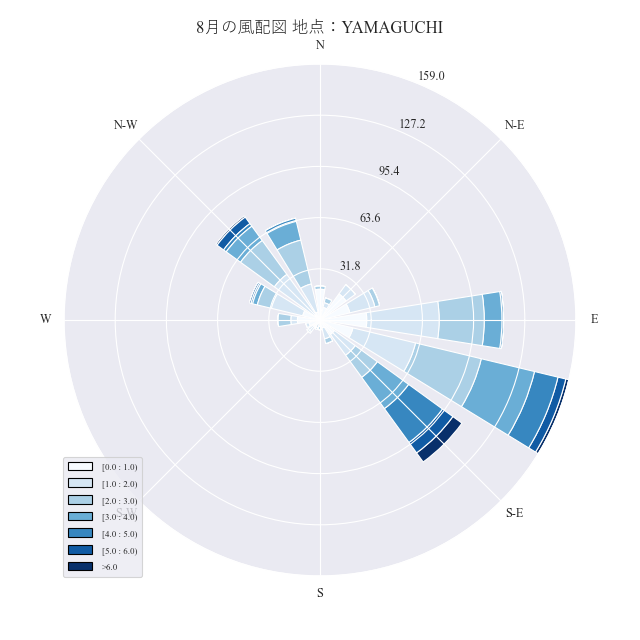 8月の風配図 地点：YAMAGUCHI
N
159.0
N-W
127.2
N-E
95.4
63.6
31.8
W
E
[0.0 : 1.0)
[1.0 : 2.0)
[2.0 : 3.0)
[3.0 : 4.0)
[4.0 : 5.0)
[5.0 : 6.0)
>6.0
S-W
S-E
S